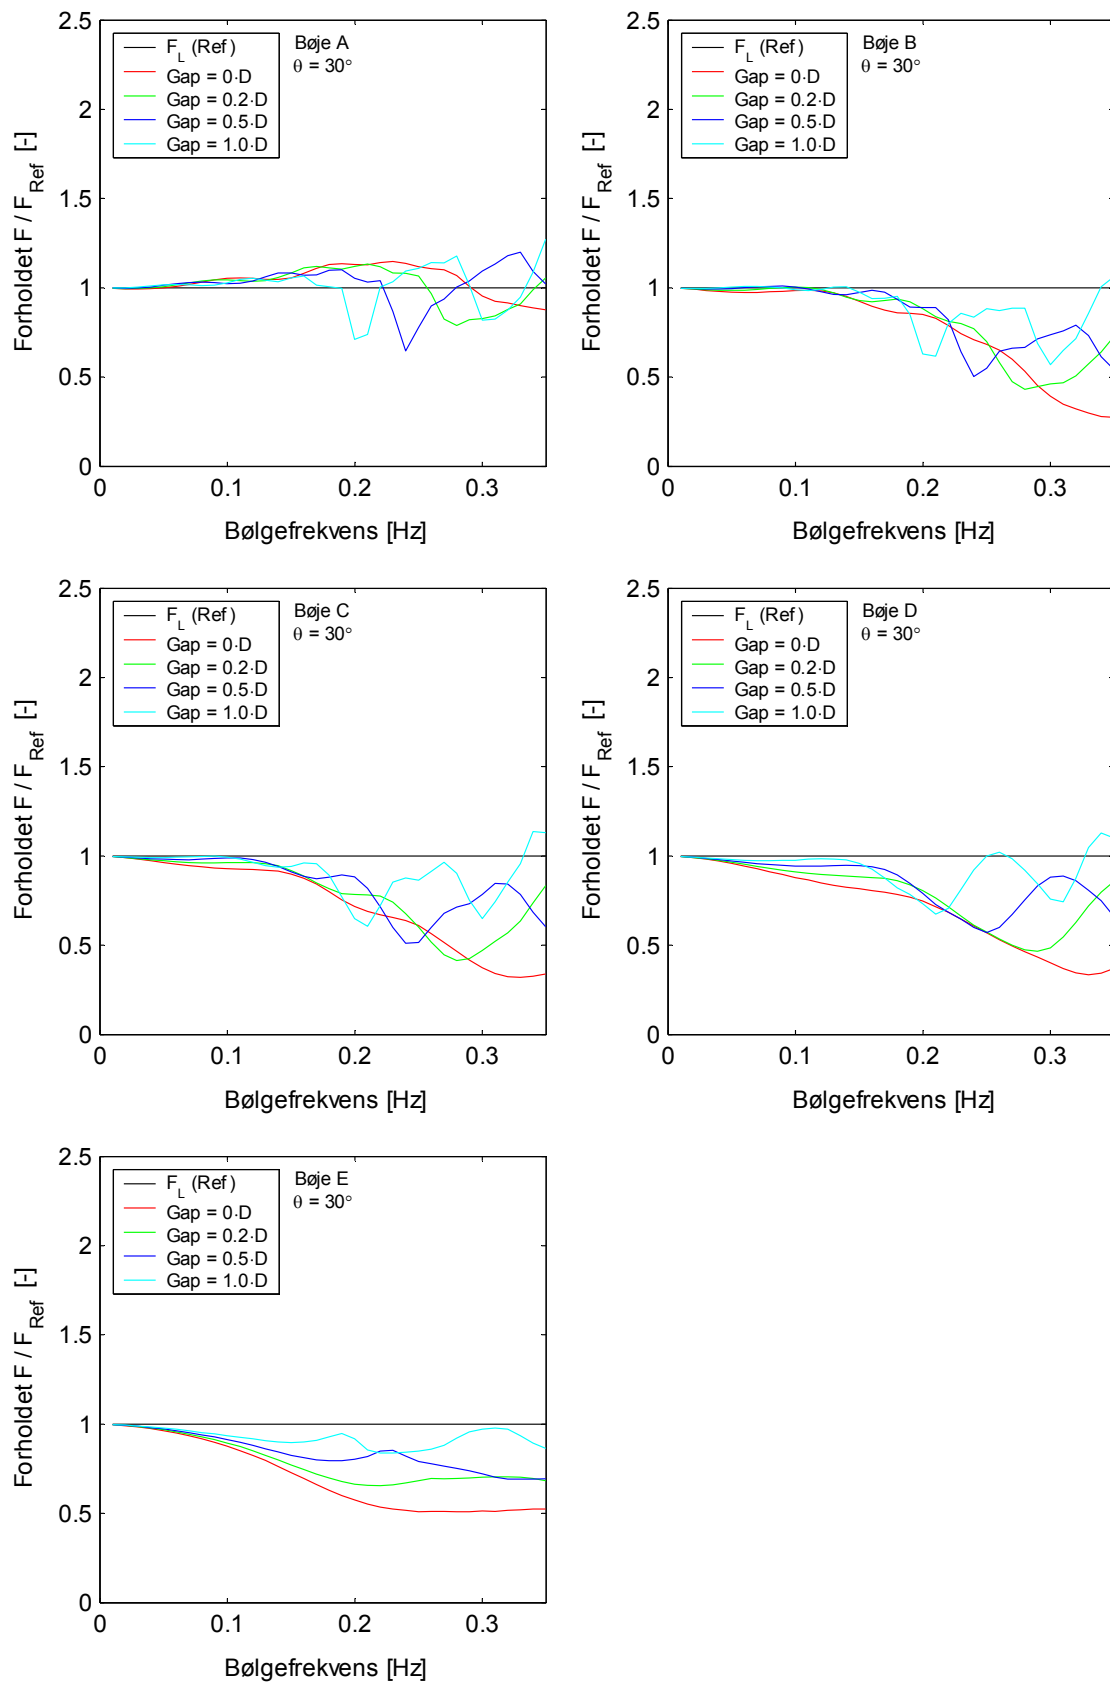 2.5
2
1.5
1
0.5
0
0
0.1
0.2
0.3
Forholdet F / F_Ref [-]
Bølgefrekvens [Hz]
F_L (Ref)
Gap = 0·D
Gap = 0.2·D
Gap = 0.5·D
Gap = 1.0·D
Bøje A
θ = 30°
2.5
2
1.5
1
0.5
0
0
0.1
0.2
0.3
Forholdet F / F_Ref [-]
Bølgefrekvens [Hz]
F_L (Ref)
Gap = 0·D
Gap = 0.2·D
Gap = 0.5·D
Gap = 1.0·D
Bøje B
θ = 30°
2.5
2
1.5
1
0.5
0
0
0.1
0.2
0.3
Forholdet F / F_Ref [-]
Bølgefrekvens [Hz]
F_L (Ref)
Gap = 0·D
Gap = 0.2·D
Gap = 0.5·D
Gap = 1.0·D
Bøje C
θ = 30°
2.5
2
1.5
1
0.5
0
0
0.1
0.2
0.3
Forholdet F / F_Ref [-]
Bølgefrekvens [Hz]
F_L (Ref)
Gap = 0·D
Gap = 0.2·D
Gap = 0.5·D
Gap = 1.0·D
Bøje D
θ = 30°
2.5
2
1.5
1
0.5
0
0
0.1
0.2
0.3
Forholdet F / F_Ref [-]
Bølgefrekvens [Hz]
F_L (Ref)
Gap = 0·D
Gap = 0.2·D
Gap = 0.5·D
Gap = 1.0·D
Bøje E
θ = 30°